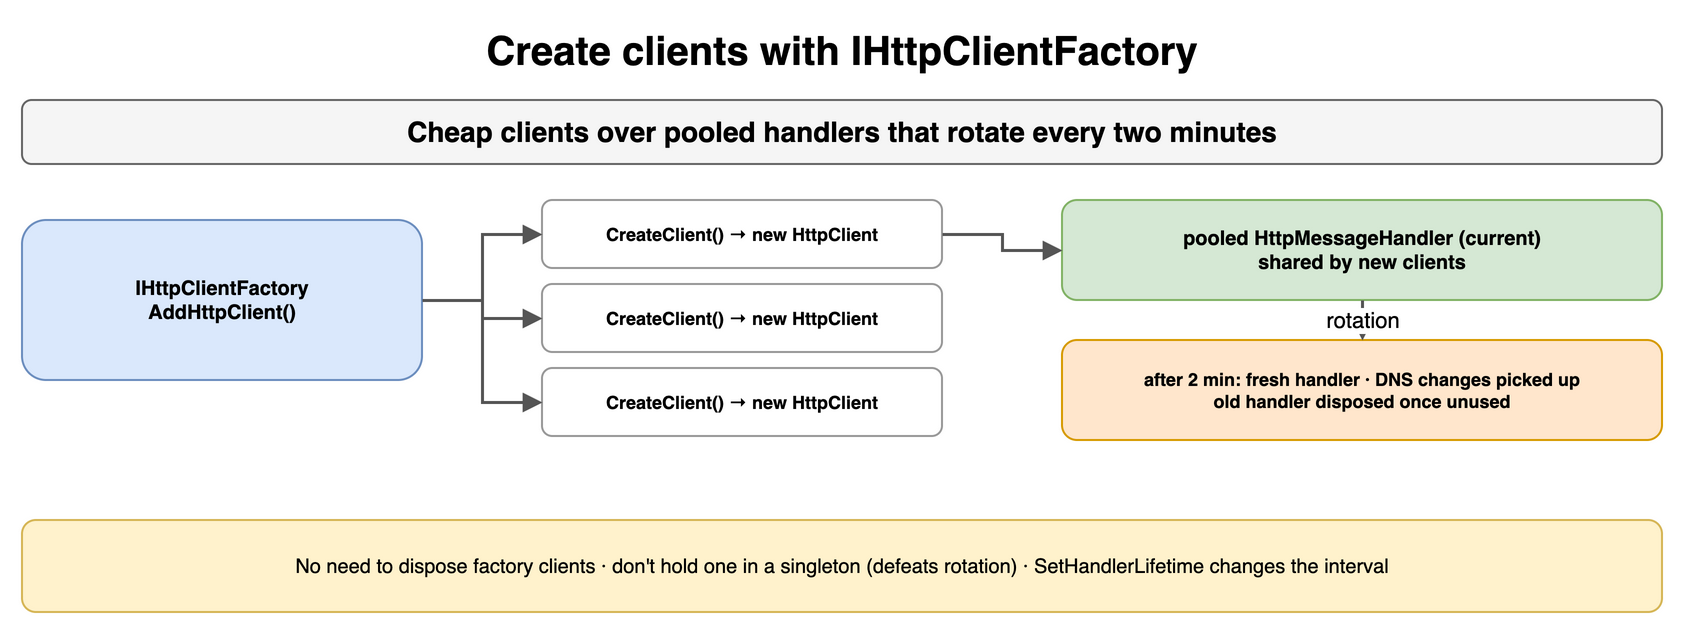 Create clients with IHttpClientFactory
Cheap clients over pooled handlers that rotate every two minutes
IHttpClientFactory
AddHttpClient()
CreateClient() → new HttpClient
CreateClient() → new HttpClient
CreateClient() → new HttpClient
pooled HttpMessageHandler (current)
shared by new clients
rotation
after 2 min: fresh handler · DNS changes picked up
old handler disposed once unused
No need to dispose factory clients · don't hold one in a singleton (defeats rotation) · SetHandlerLifetime changes the interval